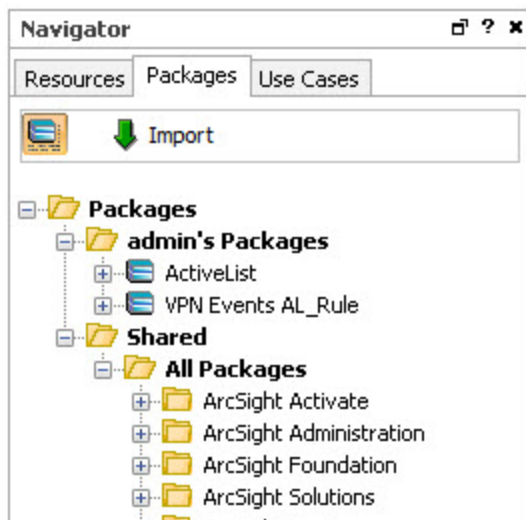 Navigator ?
Resources Packages Use Cases
Import
Packages
admin's Packages
ActiveList
VPN Events AL_Rule
Shared
All Packages
ArcSight Activate
ArcSight Administration
ArcSight Foundation
ArcSight Solutions